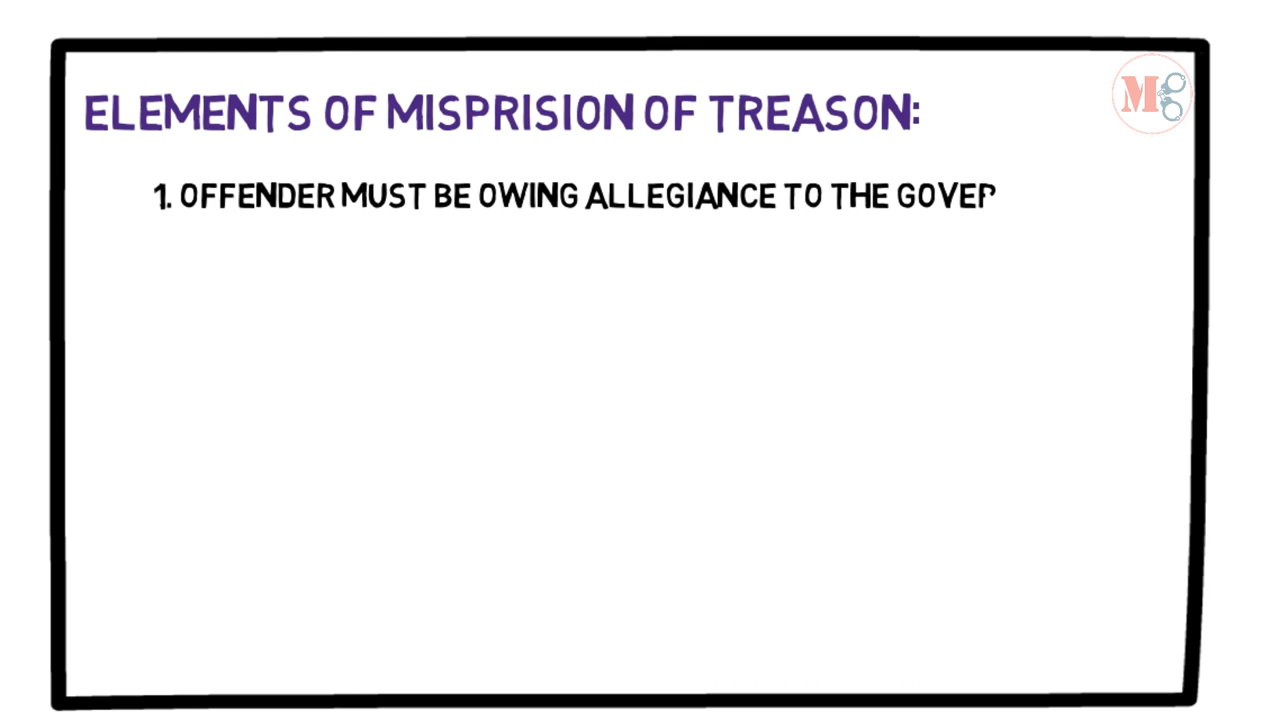 ELEMENTS OF MISPRISION OF TREASON:
M
1. OFFENDER MUST BE OWING ALLEGIANCE TO THE